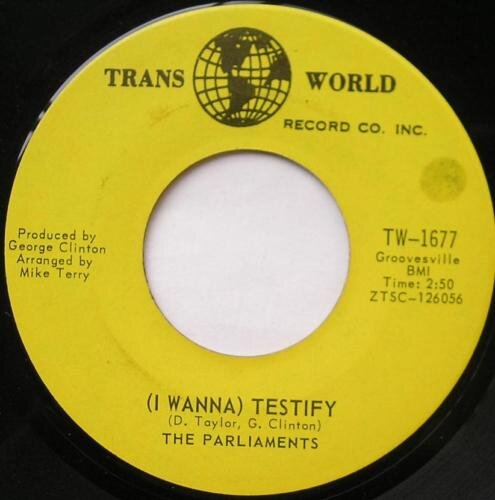 TRANS WORLD
RECORD CO. INC.
Produced by
George Clinton
Arranged by
Mike Terry
TW-1677
Groovesville
BMI
Time: 2:50
ZTSC-126056
(I WANNA) TESTIFY
(D. Taylor, G. Clinton)
THE PARLIAMENTS